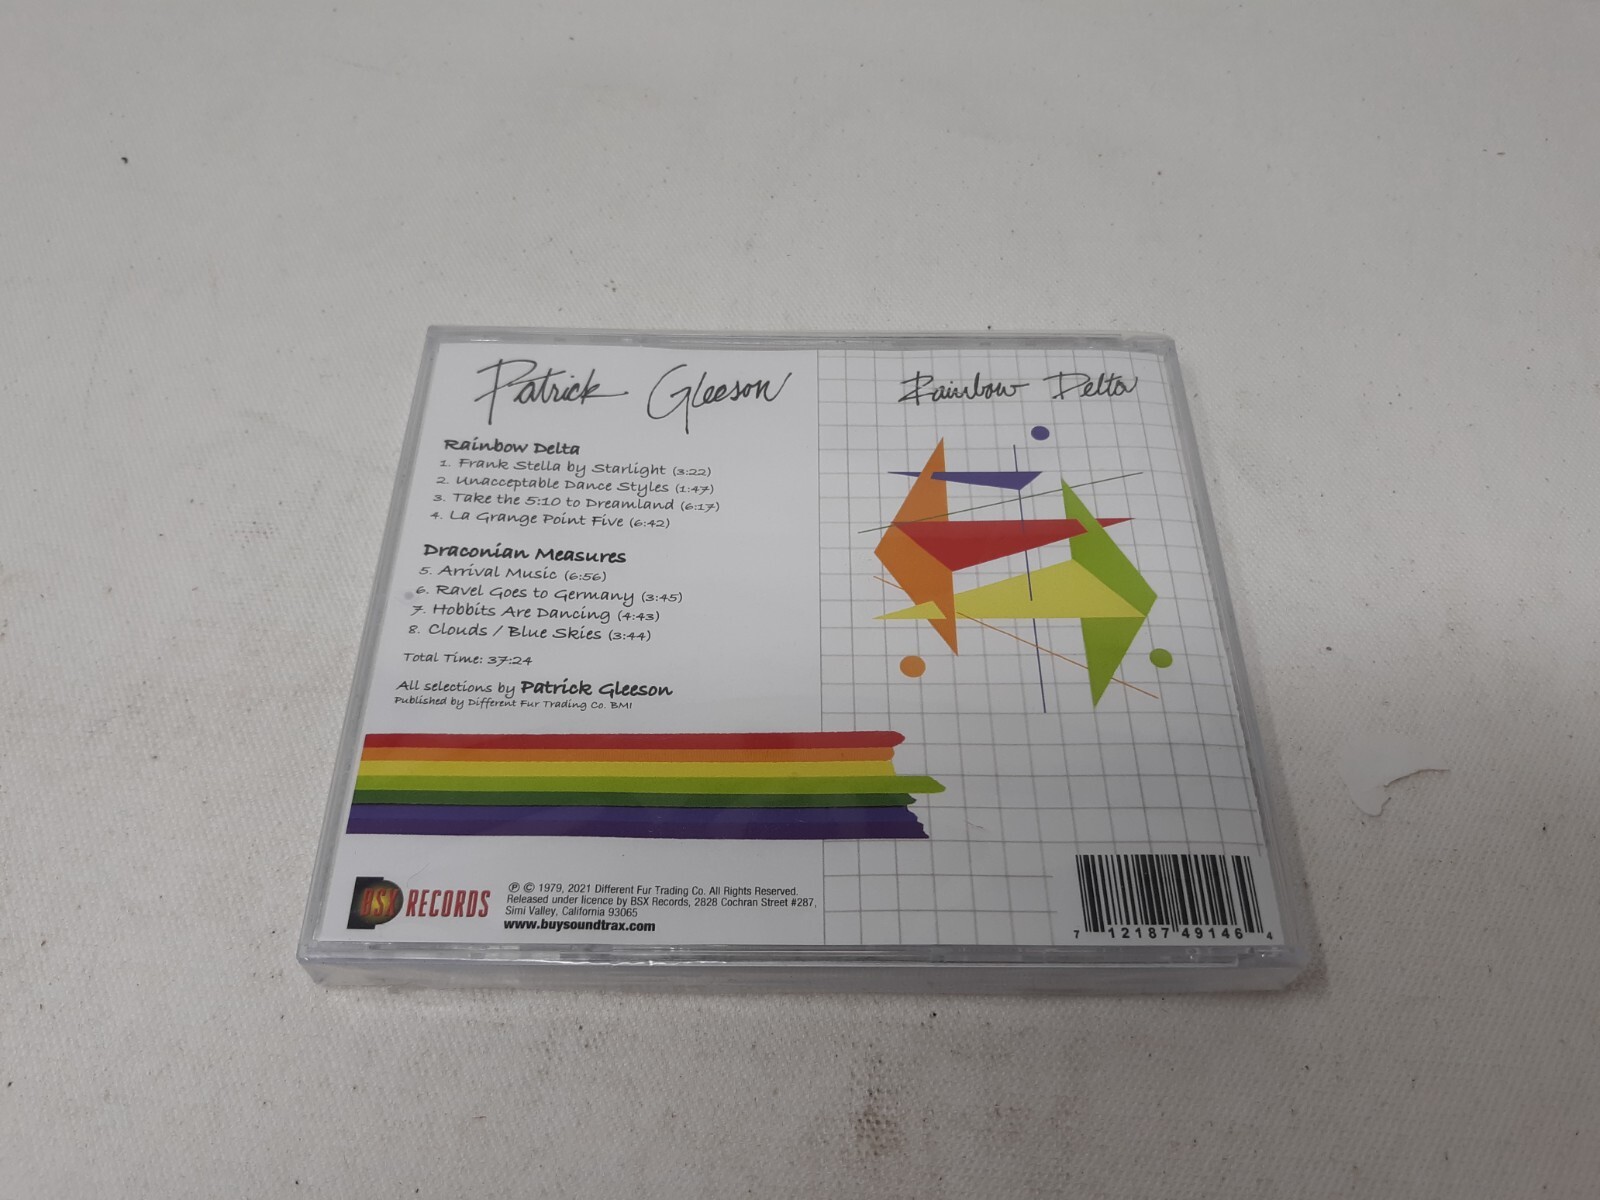 Patrick Gleeson
Rainbow Delta
1. Frank Stella by Starlight (3:22)
2. Unacceptable Dance Styles (1:47)
3. Take the 5:10 to Dreamland (6:17)
4. La Grange Point Five (6:42)
Draconian Measures
5. Arrival Music (6:56)
6. Ravel Goes to Germany (3:45)
7. Hobbits Are Dancing (4:43)
8. Clouds / Blue Skies (3:44)
Total Time: 37:24
All selections by Patrick Gleeson
Published by Different Fur Trading Co. BMI
Rainbow Delta
BSX RECORDS
℗ © 1979, 2021 Different Fur Trading Co. All Rights Reserved.
Released under licence by BSX Records, 2828 Cochran Street #287,
Simi Valley, California 93065
www.buysoundtrax.com
7 12187 49146 4